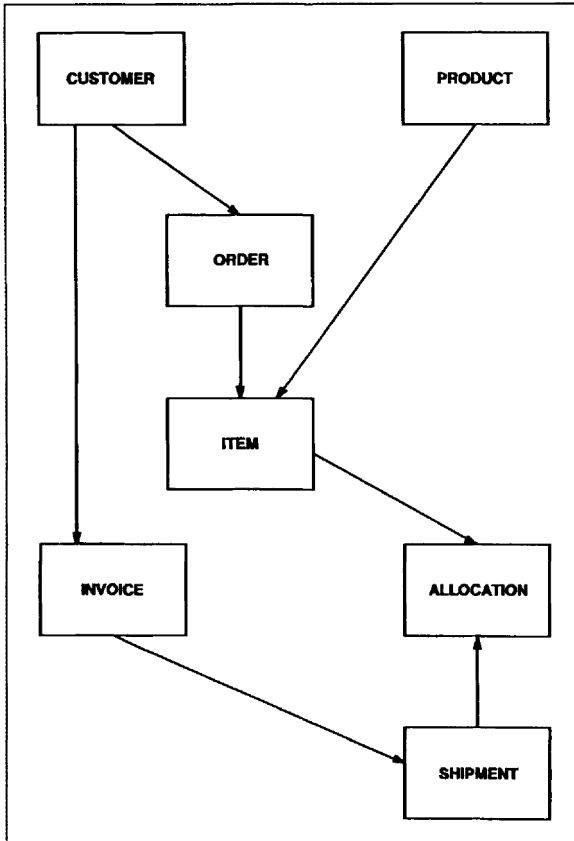 CUSTOMER
PRODUCT
ORDER
ITEM
INVOICE
ALLOCATION
SHIPMENT